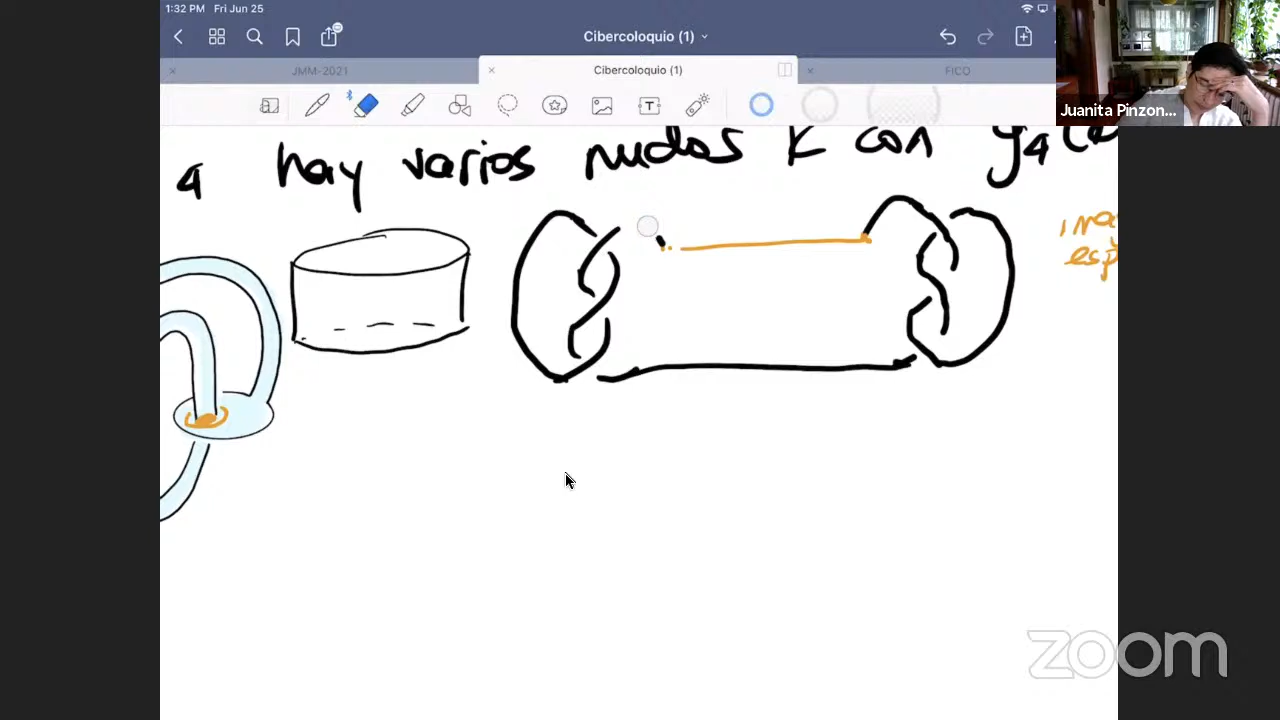 1:32 PM Fri Jun 25
Cibercoloquio (1)
JMM-2021
Cibercoloquio (1)
FICO
Juanita Pinzon...
4 hay varios nudos K con g4(
esp
zoom